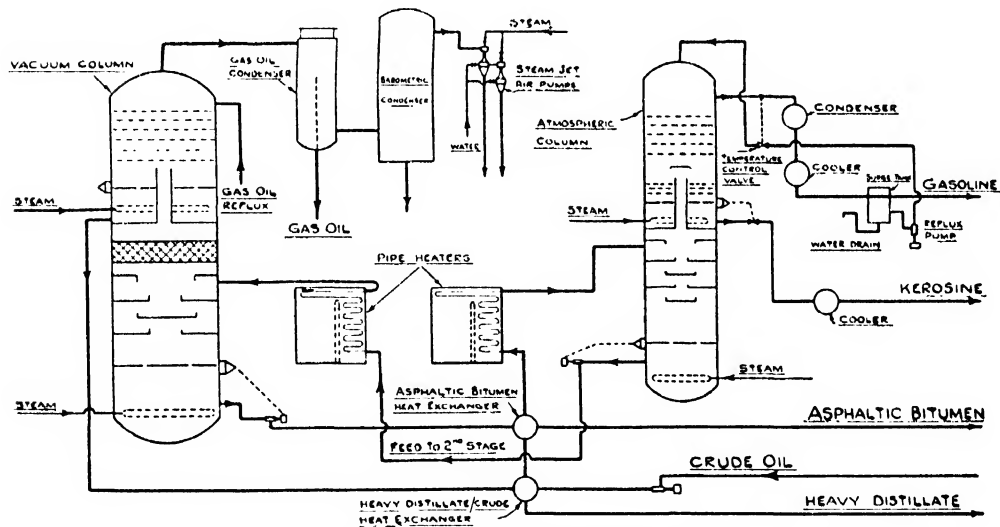 VACUUM COLUMN
GAS OIL
CONDENSER
BAROMETRIC
CONDENSER
STEAM
STEAM JET
AIR PUMPS
WATER
GAS OIL
REFLUX
STEAM
GAS OIL
ATMOSPHERIC
COLUMN
CONDENSER
TEMPERATURE
CONTROL
VALVE
COOLER
SURGE TANK
GASOLINE
STEAM
WATER DRAIN
REFLUX
PUMP
PIPE HEATERS
KEROSINE
COOLER
STEAM
STEAM
ASPHALTIC BITUMEN
HEAT EXCHANGER
ASPHALTIC BITUMEN
FEED TO 2ND STAGE
CRUDE OIL
HEAVY DISTILLATE/CRUDE
HEAT EXCHANGER
HEAVY DISTILLATE